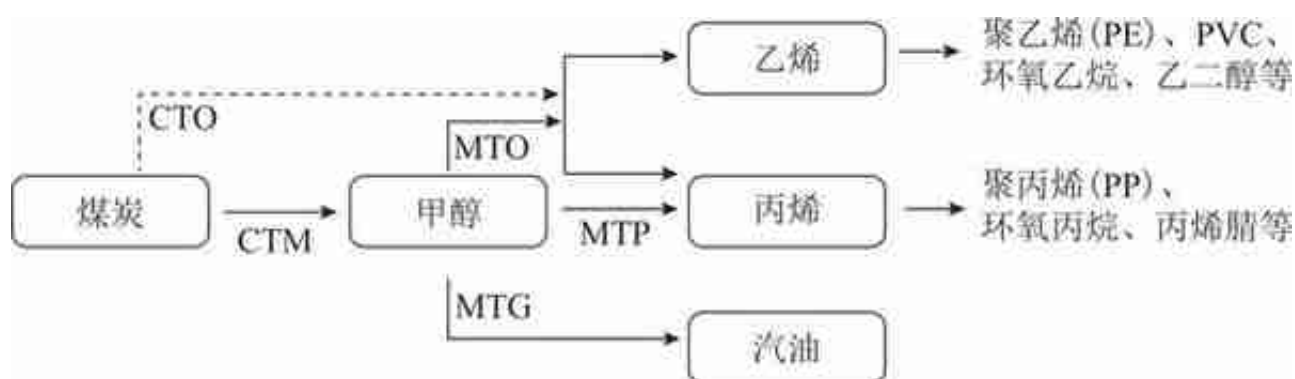 乙烯
聚乙烯(PE)、PVC、
环氧乙烷、乙二醇等
CTO
MTO
煤炭
CTM
甲醇
MTP
丙烯
聚丙烯(PP)、
环氧丙烷、丙烯腈等
MTG
汽油